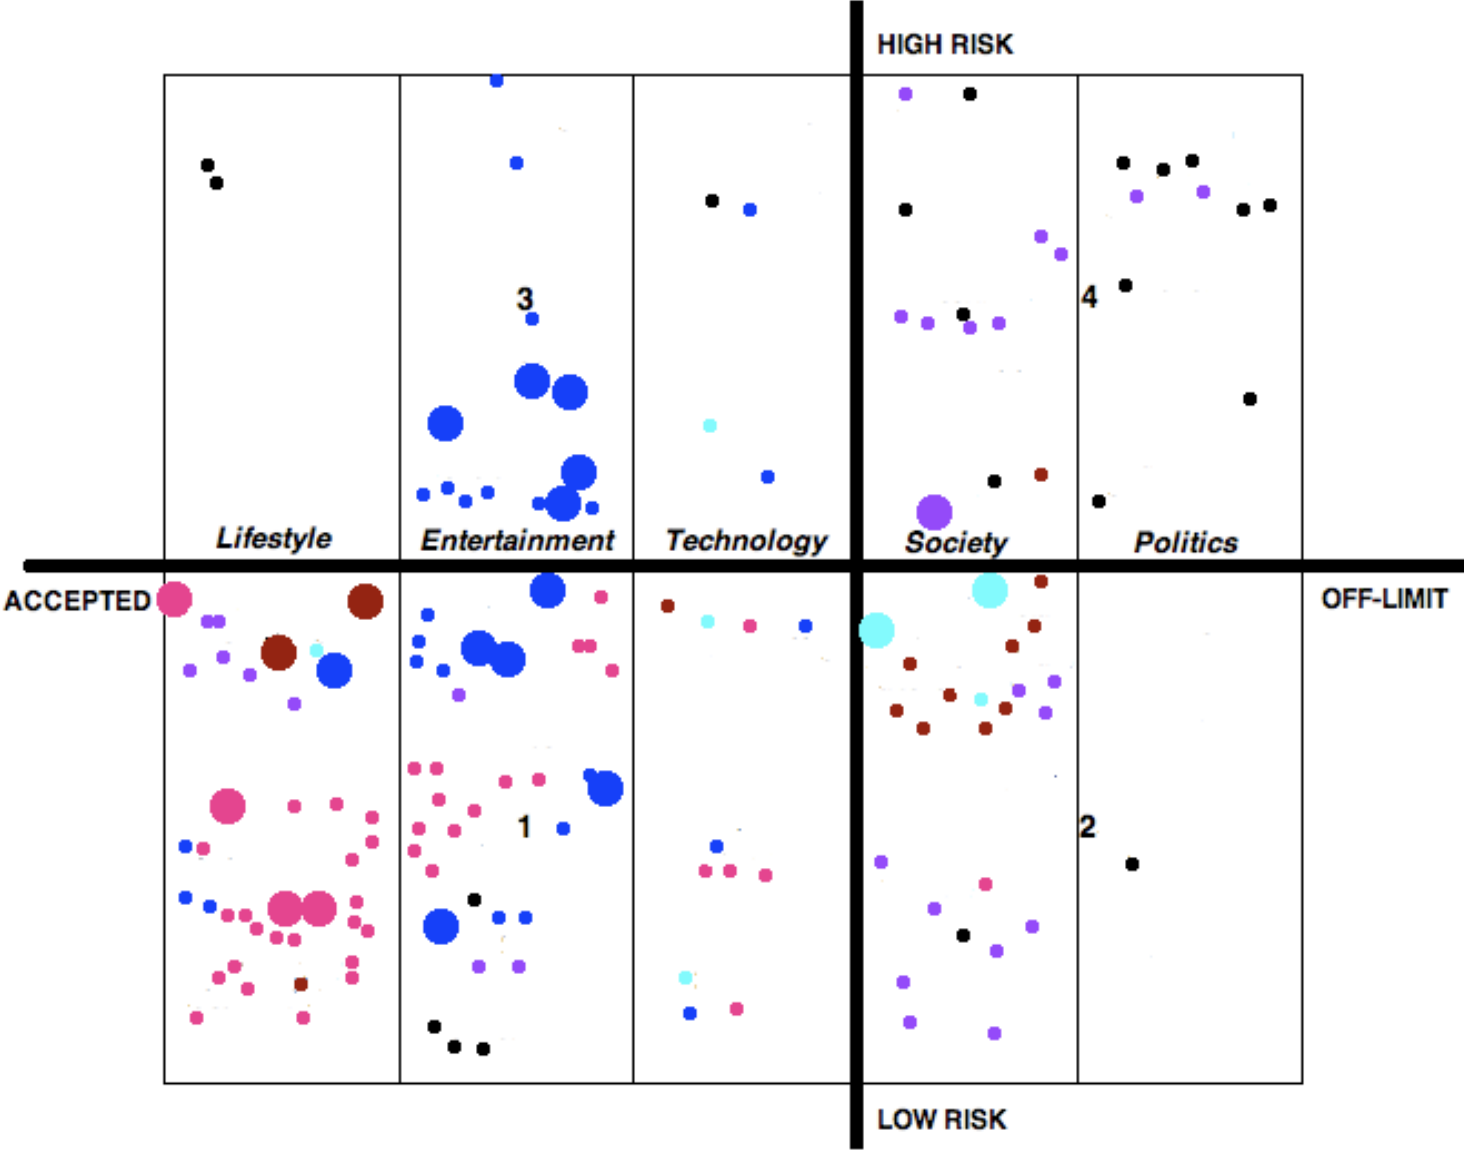 HIGH RISK
3
4
Lifestyle
Entertainment
Technology
Society
Politics
ACCEPTED
OFF-LIMIT
1
2
LOW RISK